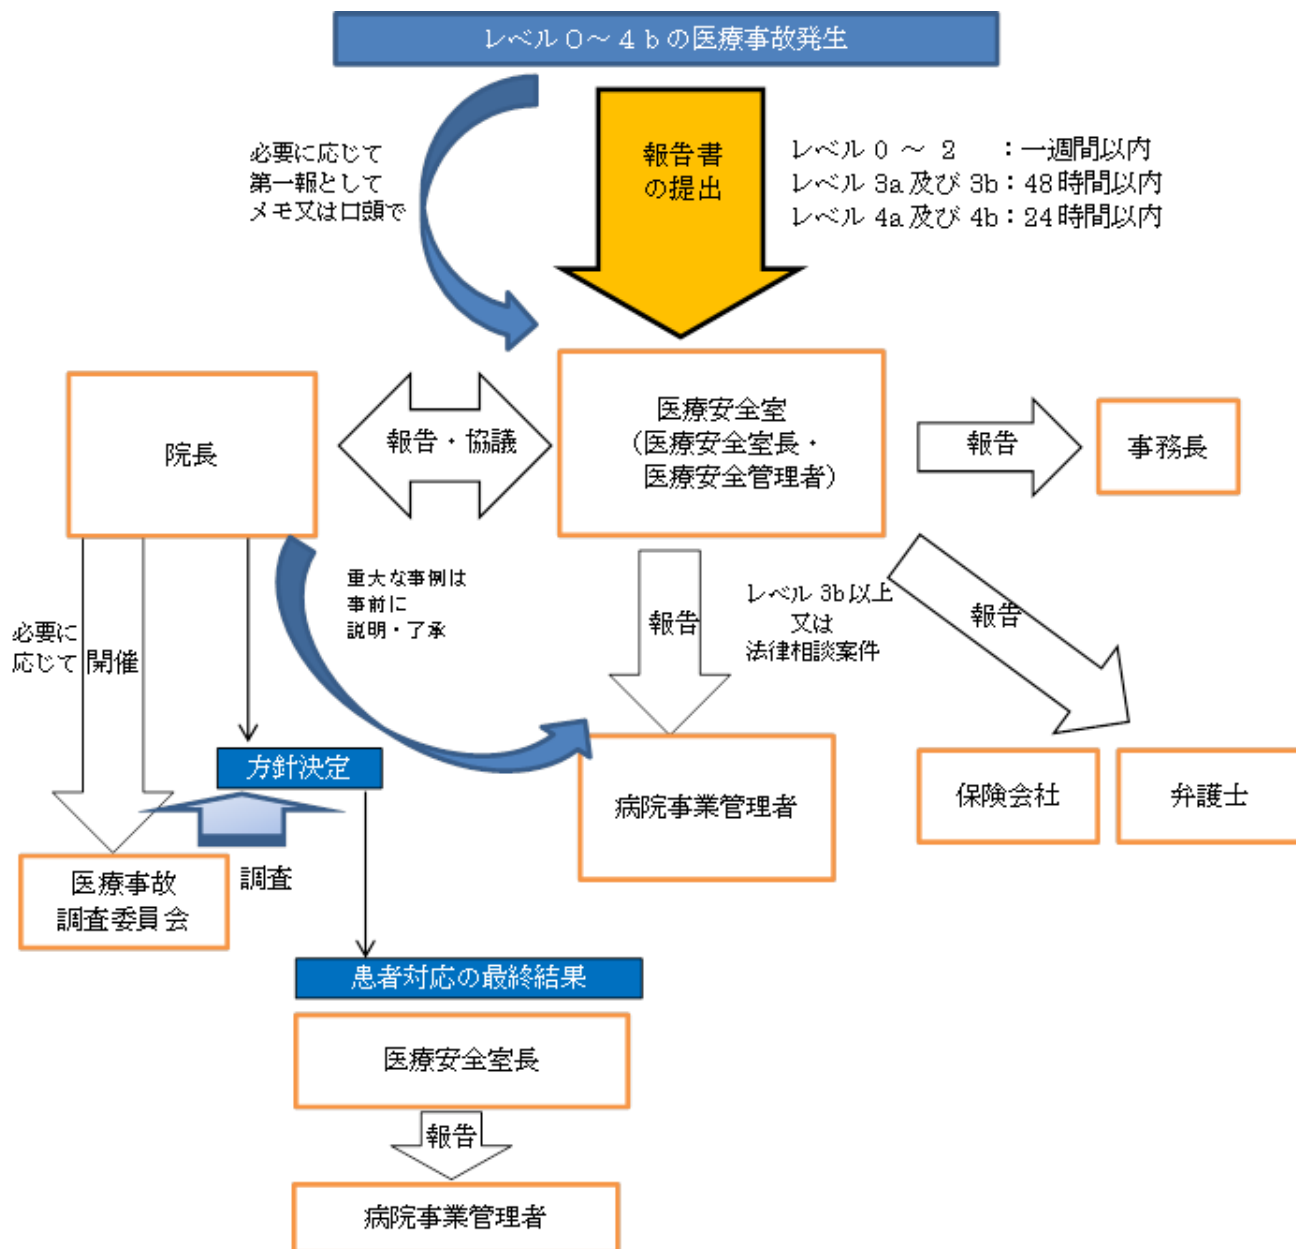 レベル０～４ｂの医療事故発生
必要に応じて
第一報として
メモ又は口頭で
報告書
の提出
レベル 0 ～ 2 ：一週間以内
レベル 3a 及び 3b：48 時間以内
レベル 4a 及び 4b：24 時間以内
院長
報告・協議
医療安全室
（医療安全室長・
医療安全管理者）
報告
事務長
必要に
応じて
開催
重大な事例は
事前に
説明・了承
報告
レベル 3b 以上
又は
法律相談案件
報告
方針決定
調査
医療事故
調査委員会
病院事業管理者
保険会社
弁護士
患者対応の最終結果
医療安全室長
報告
病院事業管理者